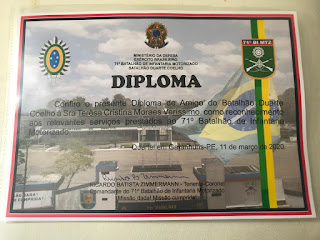 MINISTÉRIO DA DEFESA
EXÉRCITO BRASILEIRO
71º BATALHÃO DE INFANTARIA MOTORIZADO
BATALHÃO DUARTE COELHO
71º BI MTZ
DIPLOMA
Confiro o presente Diploma de Amigo do Batalhão Duarte
Coelho à Sra Teresa Cristina Moraes Veríssimo, como reconhecimento
aos relevantes serviços prestados ao 71º Batalhão de Infantaria
Motorizado.
Quartel em Garanhuns-PE, 11 de março de 2020.
RICARDO BATISTA ZIMMERMANN - Tenente-Coronel
Comandante do 71º Batalhão de Infantaria Motorizado
Missão dada! Missão cumprida!